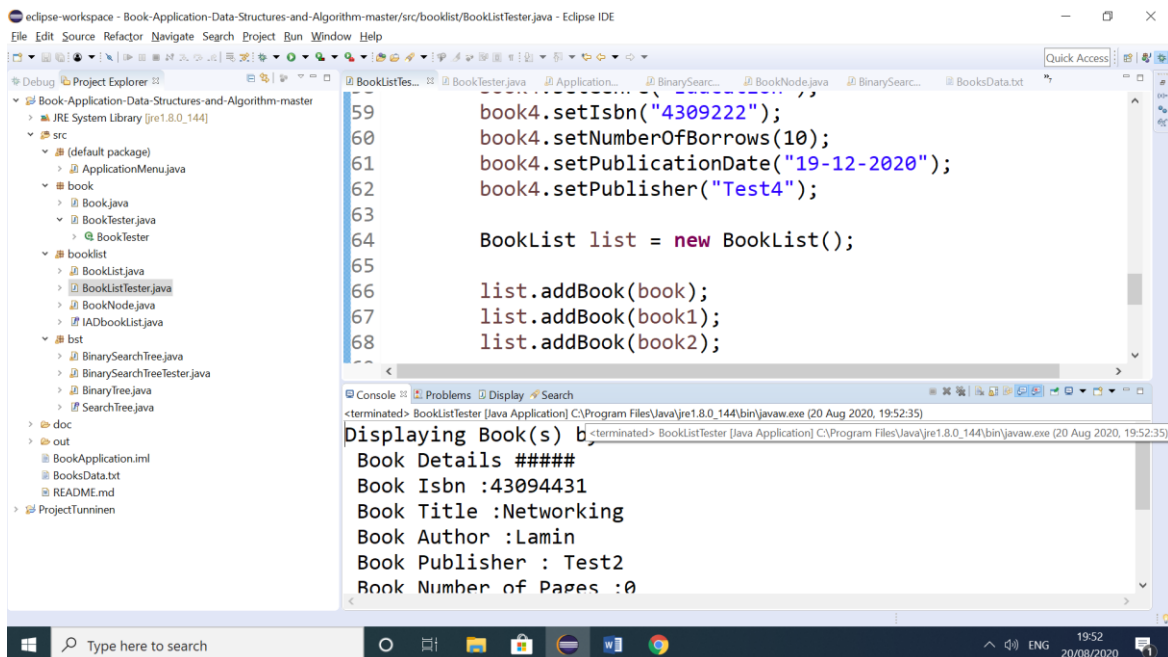 eclipse-workspace - Book-Application-Data-Structures-and-Algorithm-master/src/booklist/BookListTester.java - Eclipse IDE
File Edit Source Refactor Navigate Search Project Run Window Help
Quick Access
Debug Project Explorer
BookListTes... BookTester.java Application... BinarySearc... BookNode.java BinarySearc... BooksData.txt
Book-Application-Data-Structures-and-Algorithm-master
JRE System Library [jre1.8.0_144]
src
(default package)
ApplicationMenu.java
book
Book.java
BookTester.java
BookTester
booklist
BookList.java
BookListTester.java
BookNode.java
IADbookList.java
bst
BinarySearchTree.java
BinarySearchTreeTester.java
BinaryTree.java
SearchTree.java
doc
out
BookApplication.iml
BooksData.txt
README.md
ProjectTunninen
59 book4.setIsbn("4309222");
60 book4.setNumberOfBorrows(10);
61 book4.setPublicationDate("19-12-2020");
62 book4.setPublisher("Test4");
63
64 BookList list = new BookList();
65
66 list.addBook(book);
67 list.addBook(book1);
68 list.addBook(book2);
Console Problems Display Search
<terminated> BookListTester [Java Application] C:\Program Files\Java\jre1.8.0_144\bin\javaw.exe (20 Aug 2020, 19:52:35)
Displaying Book(s)
<terminated> BookListTester [Java Application] C:\Program Files\Java\jre1.8.0_144\bin\javaw.exe (20 Aug 2020, 19:52:35)
Book Details #####
Book Isbn :43094431
Book Title :Networking
Book Author :Lamin
Book Publisher : Test2
Book Number of Pages :0
Type here to search
ENG
19:52
20/08/2020